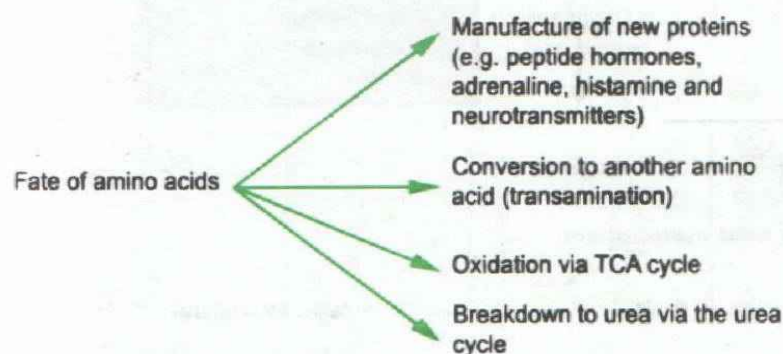 Manufacture of new proteins
(e.g. peptide hormones,
adrenaline, histamine and
neurotransmitters)
Fate of amino acids
Conversion to another amino
acid (transamination)
Oxidation via TCA cycle
Breakdown to urea via the urea
cycle